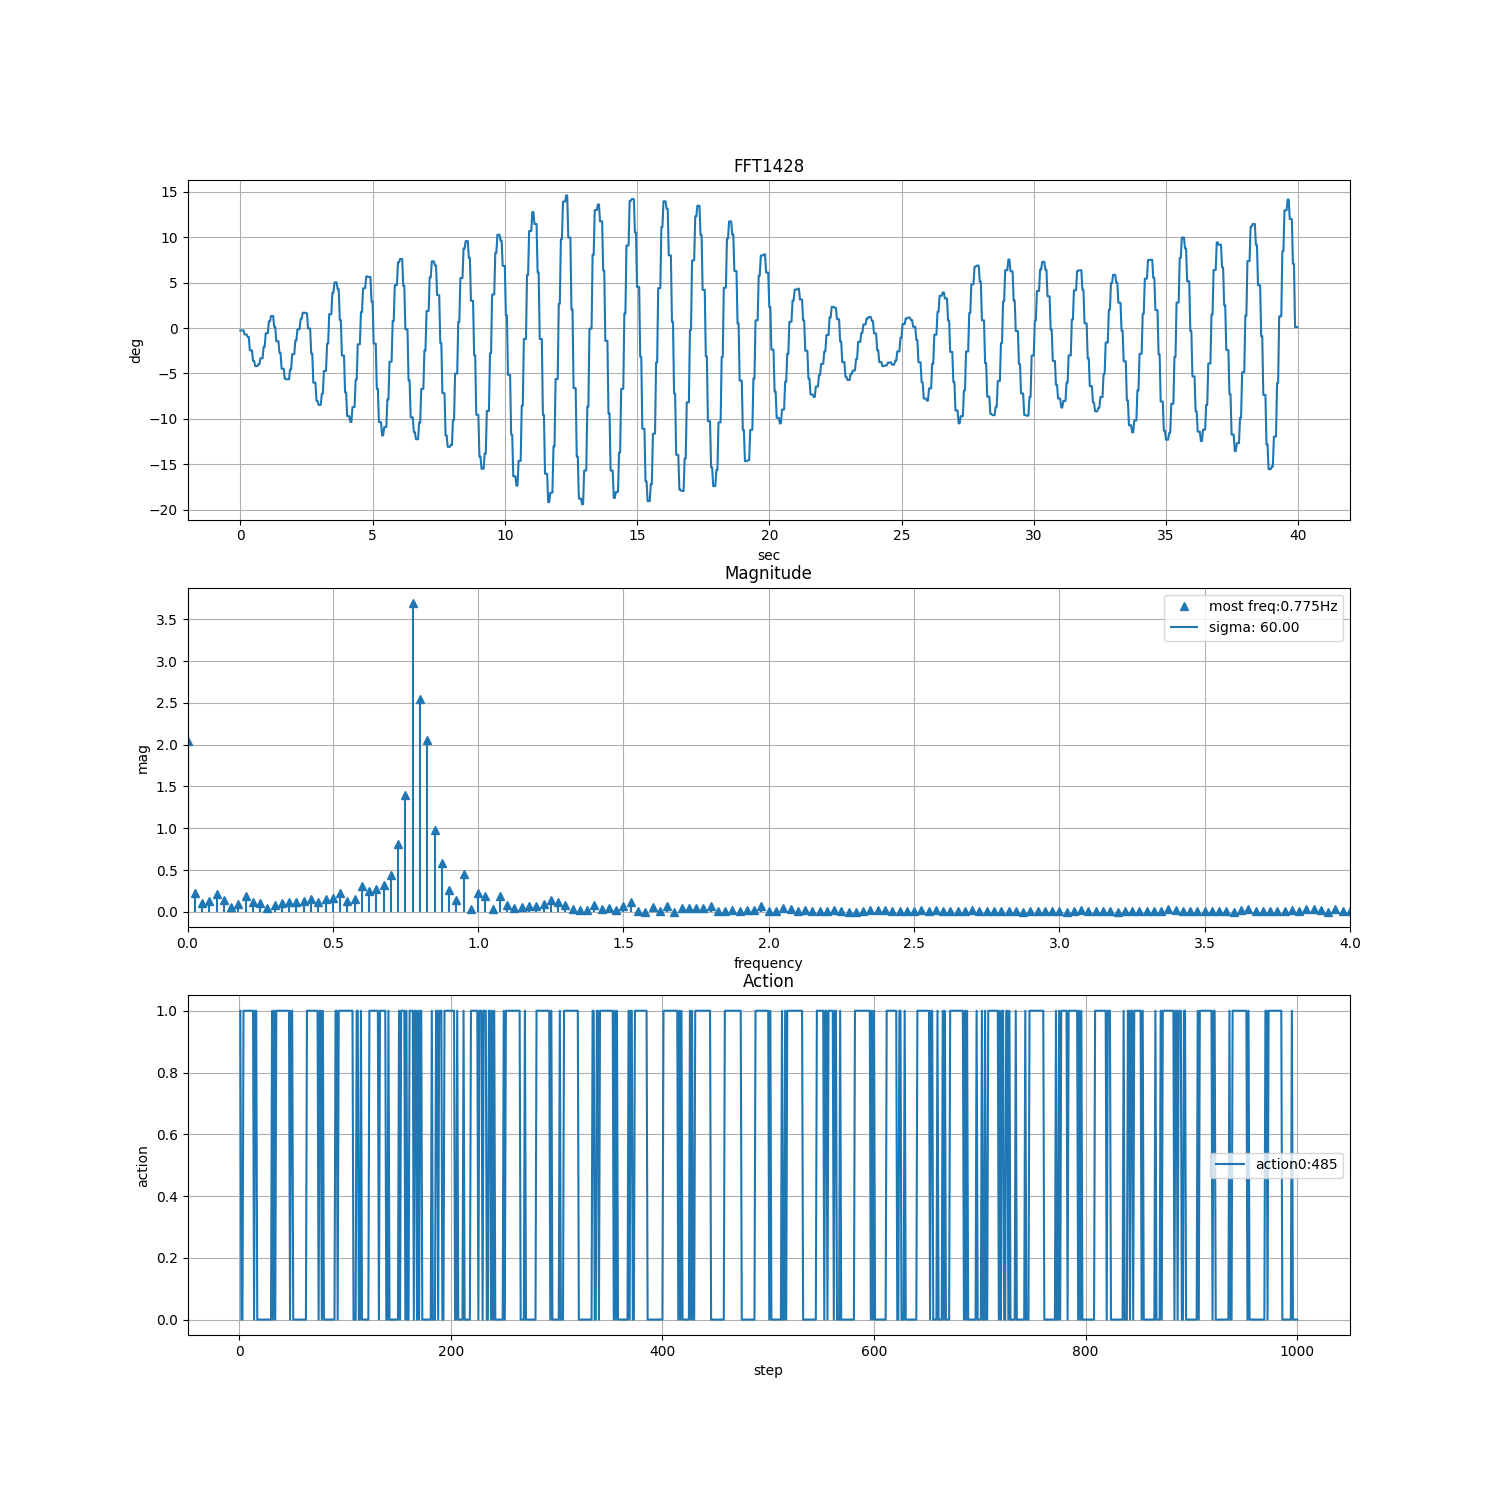 FFT1428
15
10
5
0
−5
−10
−15
−20
deg
0 5 10 15 20 25 30 35 40
sec
Magnitude
most freq:0.775Hz
sigma: 60.00
3.5
3.0
2.5
2.0
1.5
1.0
0.5
0.0
mag
0.0 0.5 1.0 1.5 2.0 2.5 3.0 3.5 4.0
frequency
Action
1.0
0.8
0.6
0.4
0.2
0.0
action
action0:485
0 200 400 600 800 1000
step